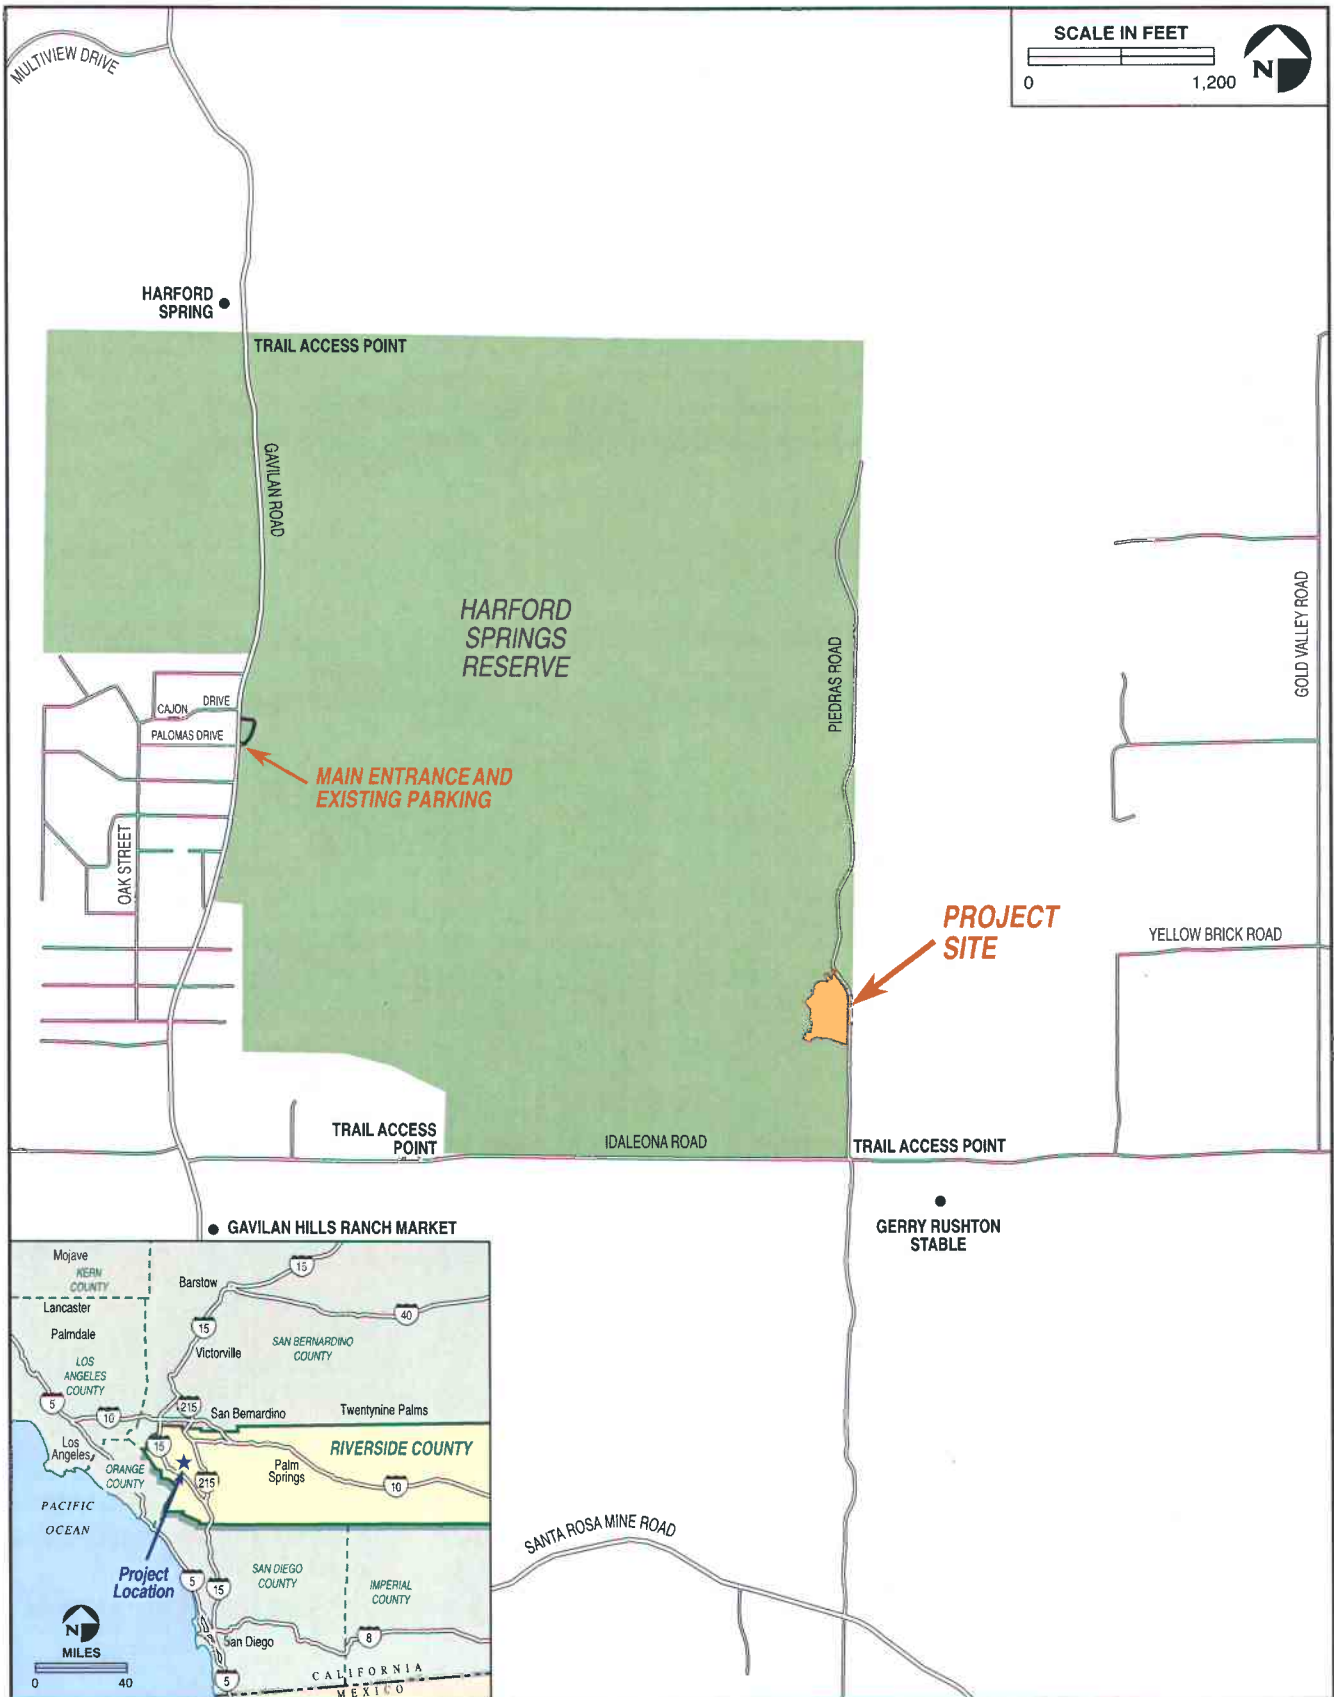 MULTIVIEW DRIVE
SCALE IN FEET
0 1,200
N
HARFORD
SPRING
TRAIL ACCESS POINT
GAVILAN ROAD
HARFORD
SPRINGS
RESERVE
PIEDRAS ROAD
GOLD VALLEY ROAD
CAJON DRIVE
PALOMAS DRIVE
MAIN ENTRANCE AND
EXISTING PARKING
OAK STREET
PROJECT
SITE
YELLOW BRICK ROAD
TRAIL ACCESS
POINT
IDALEONA ROAD
TRAIL ACCESS POINT
GERRY RUSHTON
STABLE
GAVILAN HILLS RANCH MARKET
SANTA ROSA MINE ROAD
Mojave
KERN
COUNTY
Lancaster
Palmdale
LOS
ANGELES
COUNTY
Barstow
15
40
15
Victorville
SAN BERNARDINO
COUNTY
5
10
215
San Bernardino
Twentynine Palms
Los
Angeles
15
RIVERSIDE COUNTY
ORANGE
COUNTY
215
Palm
Springs
10
PACIFIC
OCEAN
Project
Location
5
15
SAN DIEGO
COUNTY
IMPERIAL
COUNTY
N
MILES
0 40
San Diego
8
5
CALIFORNIA
MEXICO